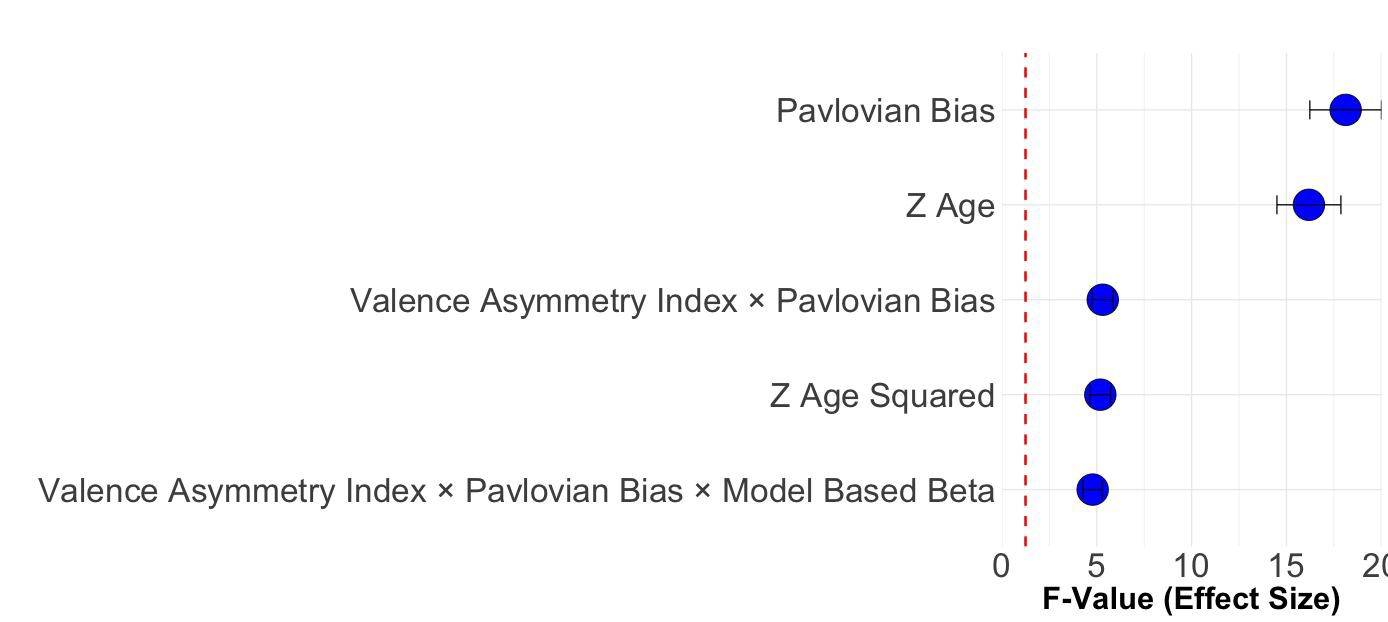 Pavlovian Bias
Z Age
Valence Asymmetry Index × Pavlovian Bias
Z Age Squared
Valence Asymmetry Index × Pavlovian Bias × Model Based Beta
0 5 10 15 20
F-Value (Effect Size)